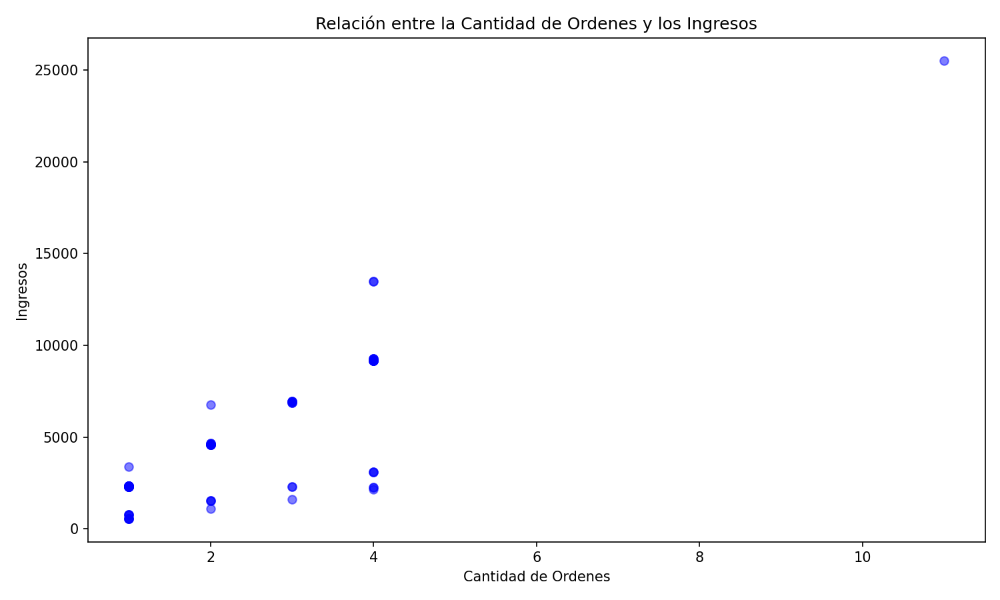 Relación entre la Cantidad de Ordenes y los Ingresos
25000
20000
15000
10000
5000
0
Ingresos
2 4 6 8 10
Cantidad de Ordenes